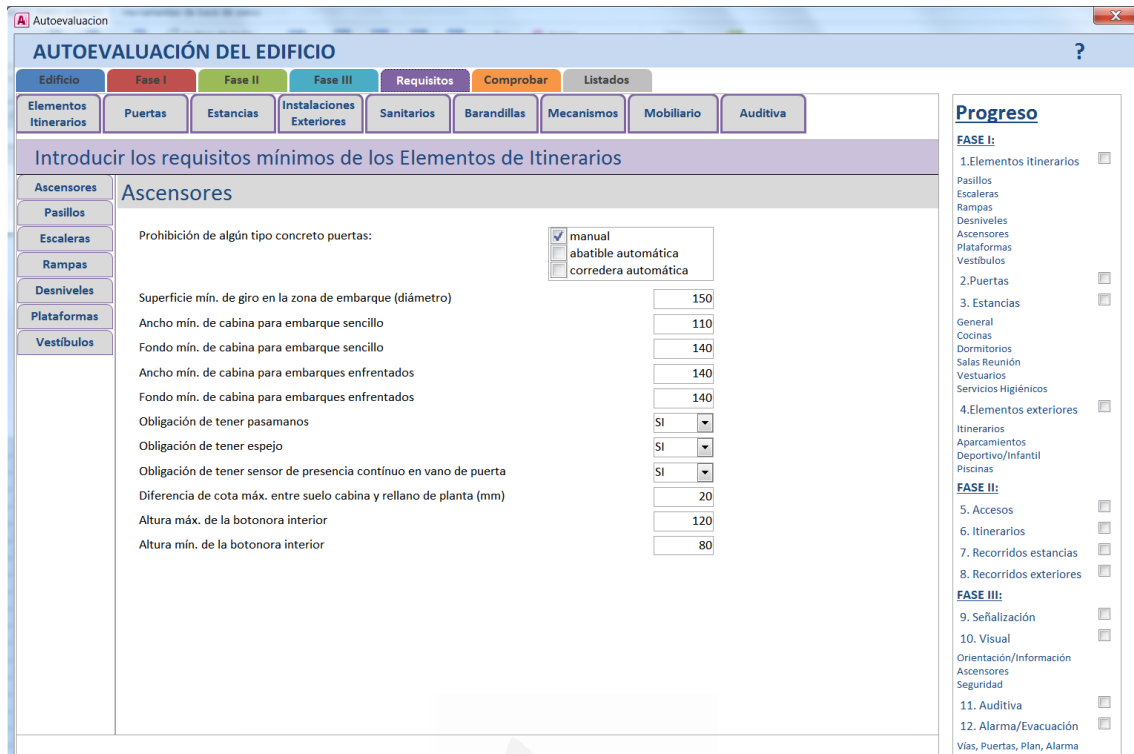 Autoevaluacion
AUTOEVALUACIÓN DEL EDIFICIO ?
Edificio Fase I Fase II Fase III Requisitos Comprobar Listados
Elementos Itinerarios Puertas Estancias Instalaciones Exteriores Sanitarios Barandillas Mecanismos Mobiliario Auditiva
Introducir los requisitos mínimos de los Elementos de Itinerarios
Ascensores
Pasillos
Escaleras
Rampas
Desniveles
Plataformas
Vestíbulos
Ascensores
Prohibición de algún tipo concreto puertas:
manual
abatible automática
corredera automática
Superficie mín. de giro en la zona de embarque (diámetro) 150
Ancho mín. de cabina para embarque sencillo 110
Fondo mín. de cabina para embarque sencillo 140
Ancho mín. de cabina para embarques enfrentados 140
Fondo mín. de cabina para embarques enfrentados 140
Obligación de tener pasamanos SI
Obligación de tener espejo SI
Obligación de tener sensor de presencia contínuo en vano de puerta SI
Diferencia de cota máx. entre suelo cabina y rellano de planta (mm) 20
Altura máx. de la botonora interior 120
Altura mín. de la botonora interior 80
Progreso
FASE I:
1.Elementos itinerarios
Pasillos
Escaleras
Rampas
Desniveles
Ascensores
Plataformas
Vestíbulos
2.Puertas
3. Estancias
General
Cocinas
Dormitorios
Salas Reunión
Vestuarios
Servicios Higiénicos
4.Elementos exteriores
Itinerarios
Aparcamientos
Deportivo/Infantil
Piscinas
FASE II:
5. Accesos
6. Itinerarios
7. Recorridos estancias
8. Recorridos exteriores
FASE III:
9. Señalización
10. Visual
Orientación/Información
Ascensores
Seguridad
11. Auditiva
12. Alarma/Evacuación
Vías, Puertas, Plan, Alarma